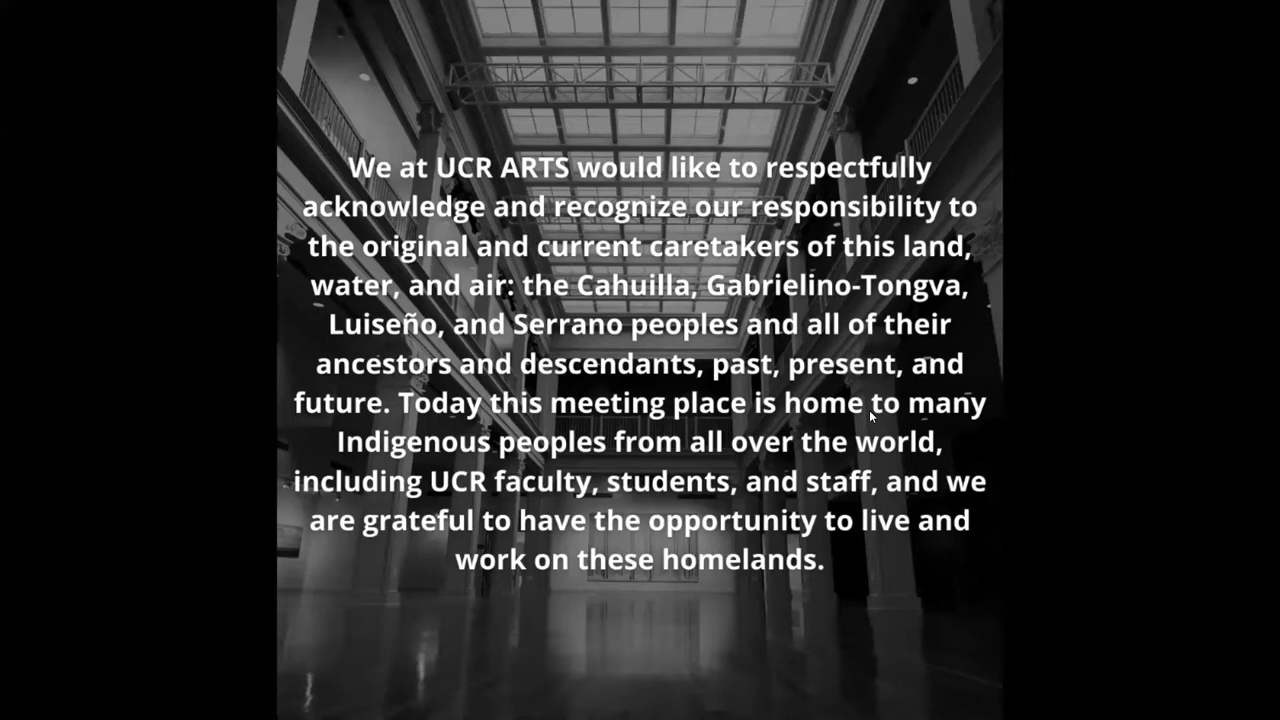 We at UCR ARTS would like to respectfully
acknowledge and recognize our responsibility to
the original and current caretakers of this land,
water, and air: the Cahuilla, Gabrielino-Tongva,
Luiseño, and Serrano peoples and all of their
ancestors and descendants, past, present, and
future. Today this meeting place is home to many
Indigenous peoples from all over the world,
including UCR faculty, students, and staff, and we
are grateful to have the opportunity to live and
work on these homelands.